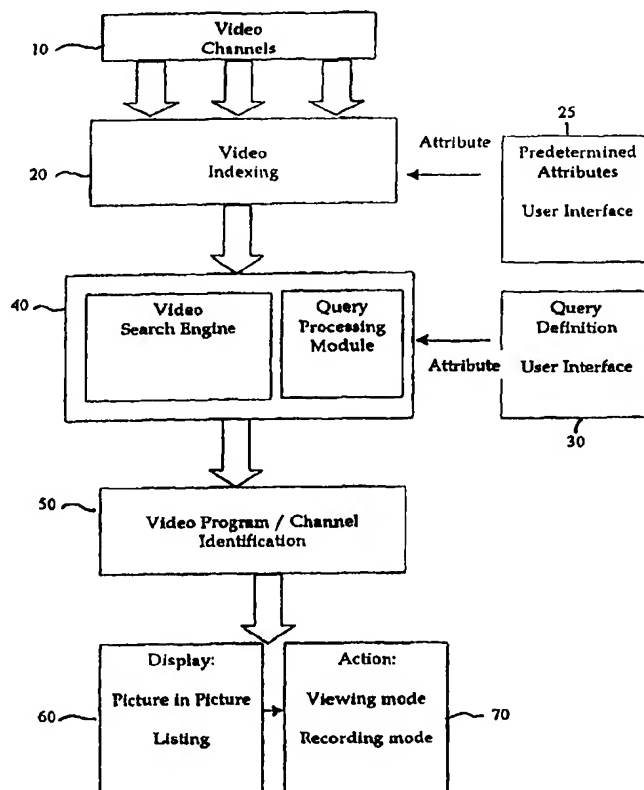 10
Video
Channels
20
Video
Indexing
Attribute
25
Predetermined
Attributes
User Interface
40
Video
Search Engine
Query
Processing
Module
Attribute
Query
Definition
User Interface
30
50
Video Program / Channel
Identification
60
Display:
Picture in Picture
Listing
Action:
Viewing mode
Recording mode
70